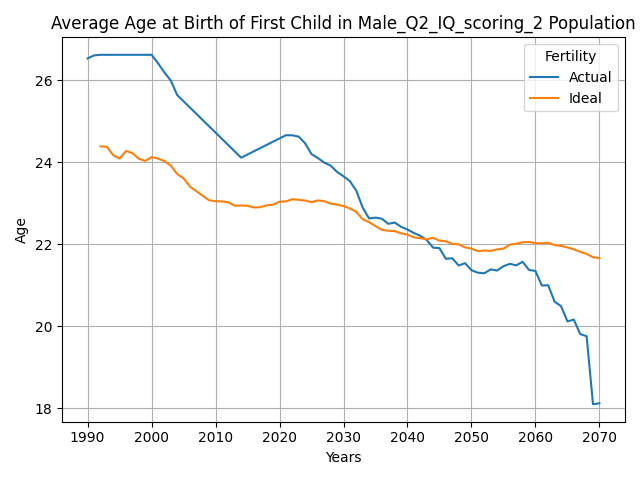 Average Age at Birth of First Child in Male_Q2_IQ_scoring_2 Population
Fertility
Actual
Ideal
Age
26
24
22
20
18
1990 2000 2010 2020 2030 2040 2050 2060 2070
Years